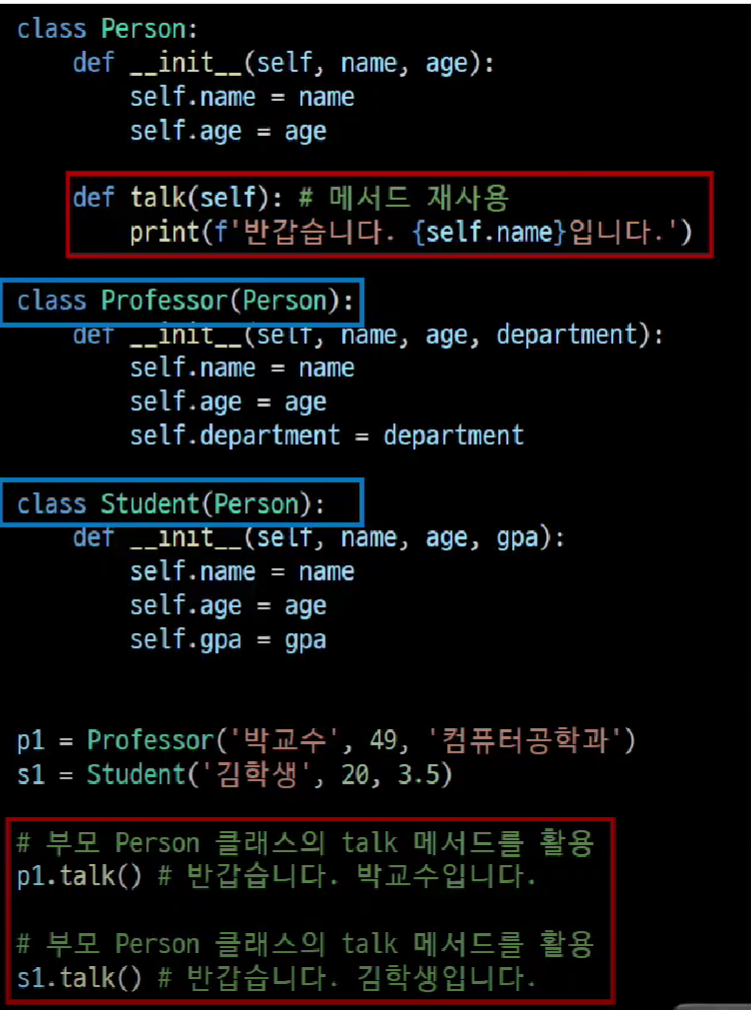 class Person:
    def __init__(self, name, age):
        self.name = name
        self.age = age

    def talk(self): # 메서드 재사용
        print(f'반갑습니다. {self.name}입니다.')

class Professor(Person):
    def __init__(self, name, age, department):
        self.name = name
        self.age = age
        self.department = department

class Student(Person):
    def __init__(self, name, age, gpa):
        self.name = name
        self.age = age
        self.gpa = gpa

p1 = Professor('박교수', 49, '컴퓨터공학과')
s1 = Student('김학생', 20, 3.5)

# 부모 Person 클래스의 talk 메서드를 활용
p1.talk() # 반갑습니다. 박교수입니다.

# 부모 Person 클래스의 talk 메서드를 활용
s1.talk() # 반갑습니다. 김학생입니다.